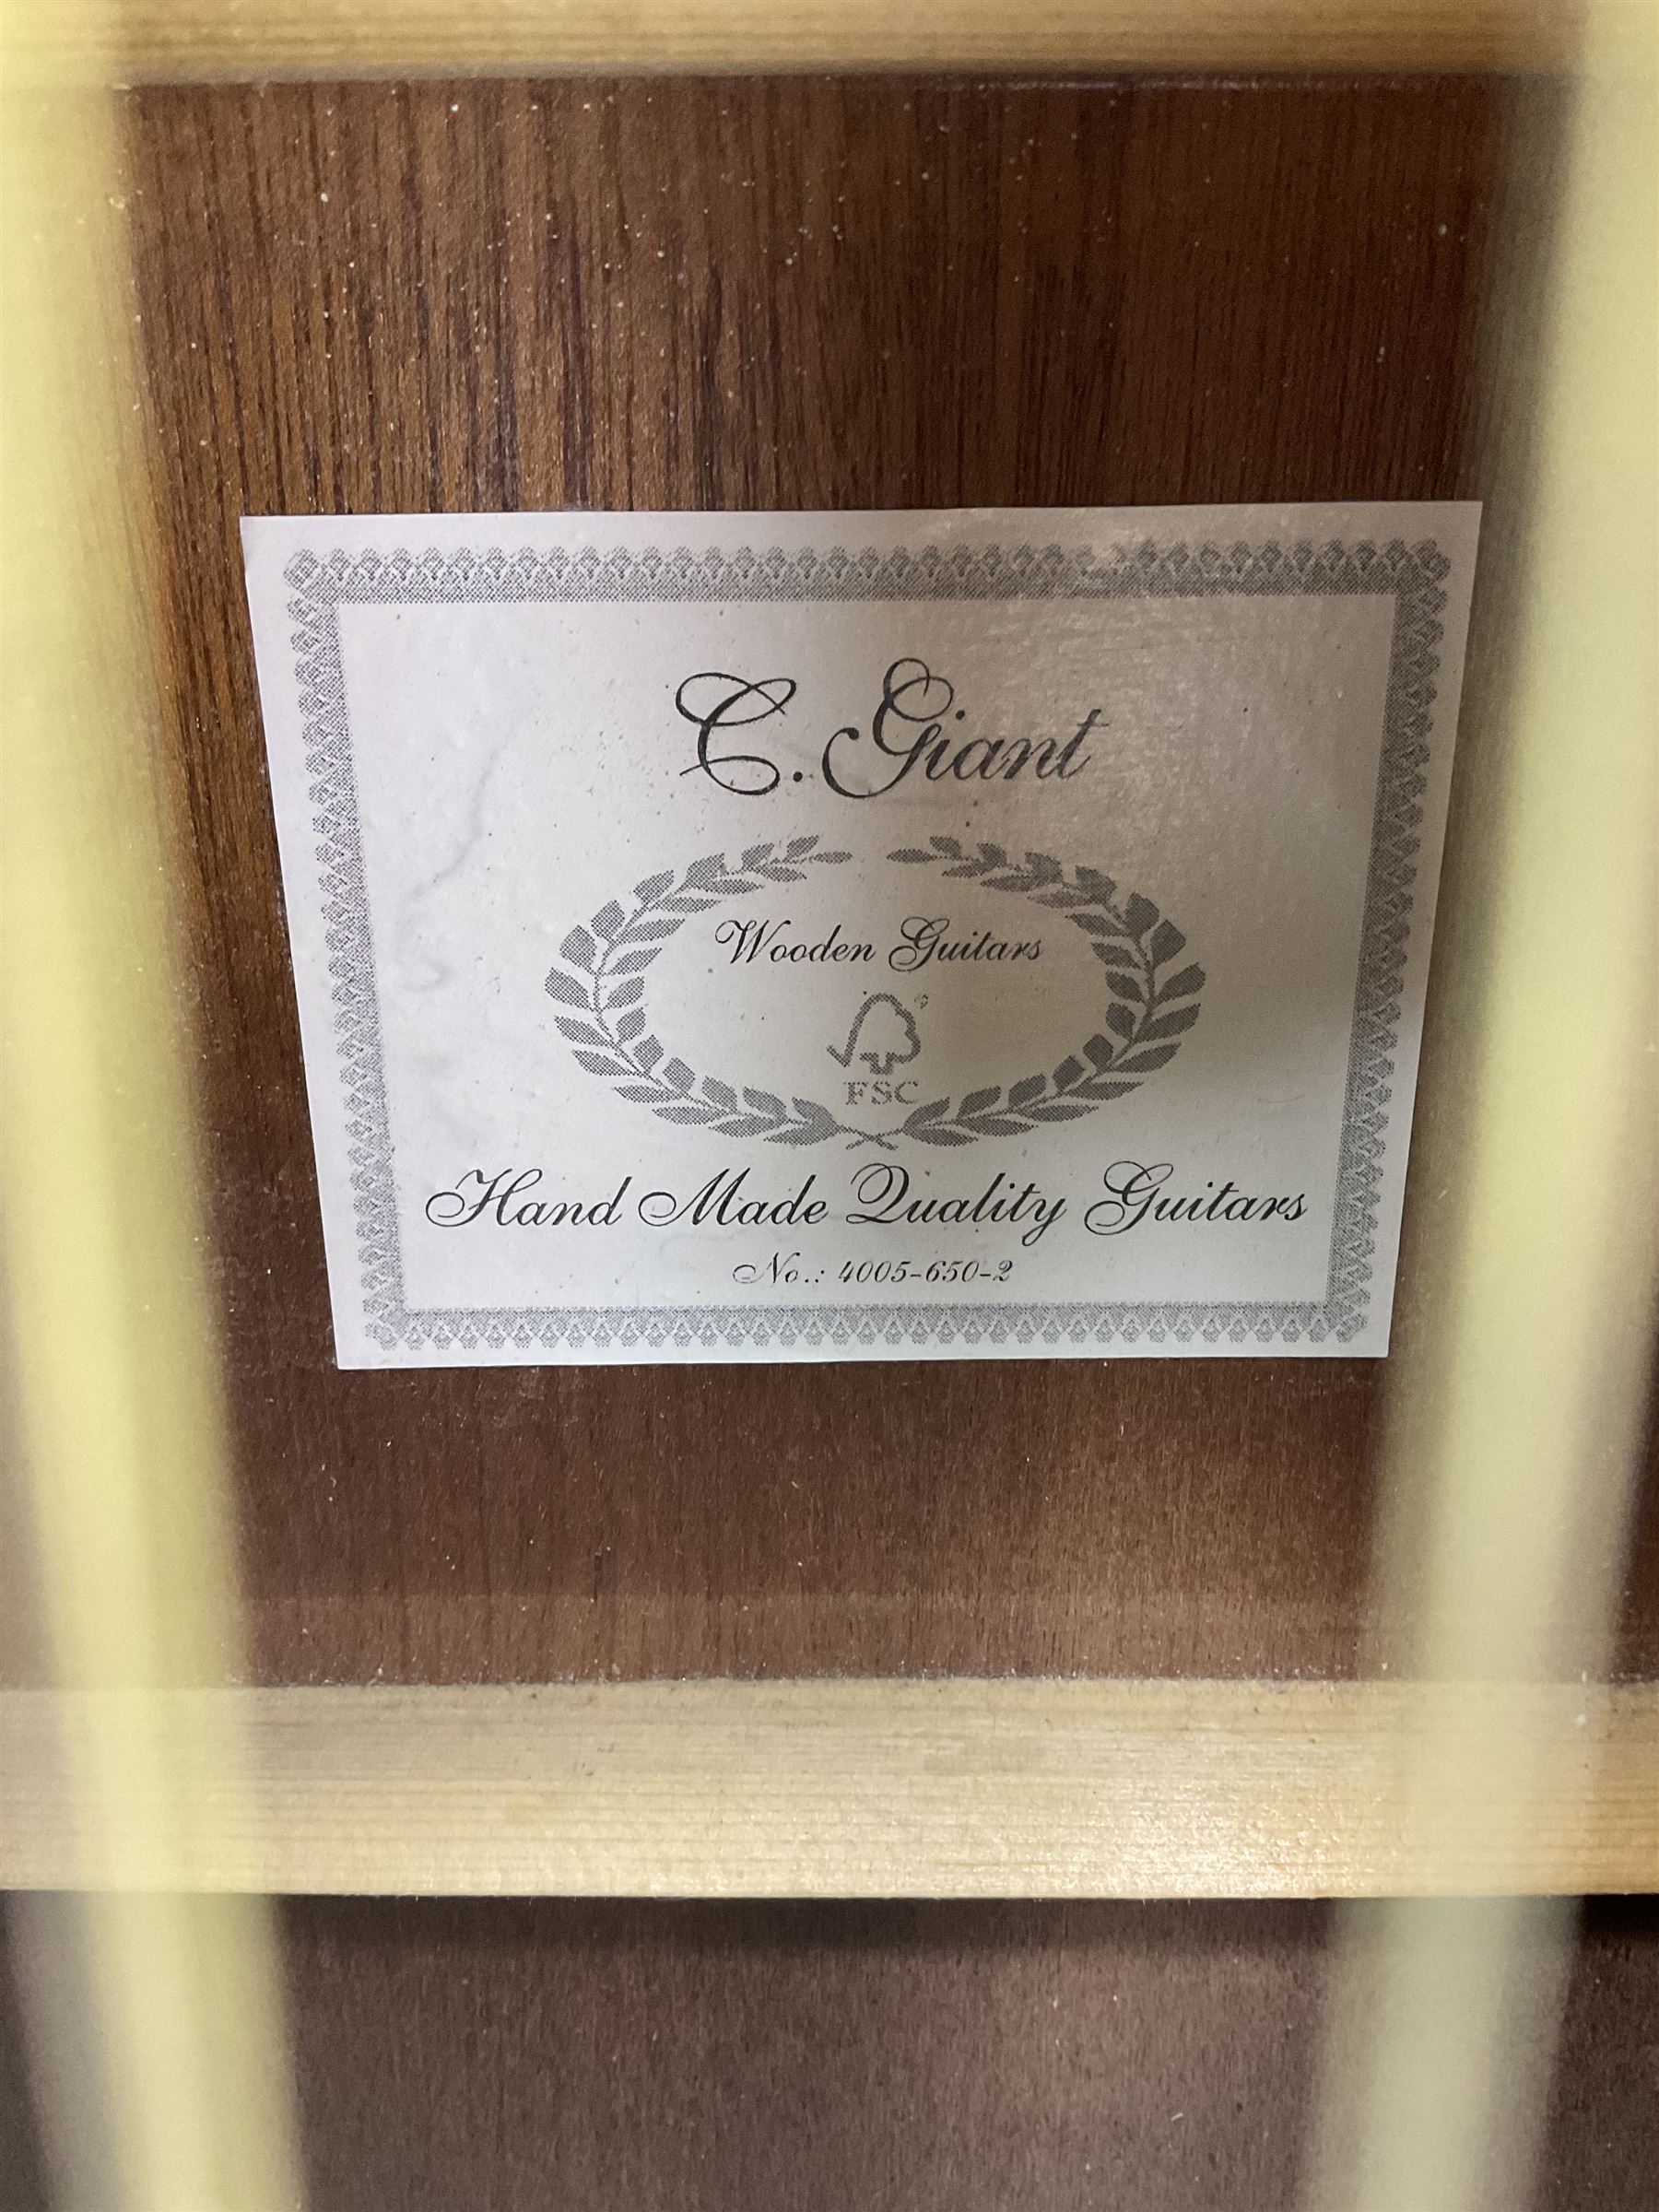 C. Giant
Wooden Guitars
®
FSC
Hand Made Quality Guitars
No.: 4005-650-2